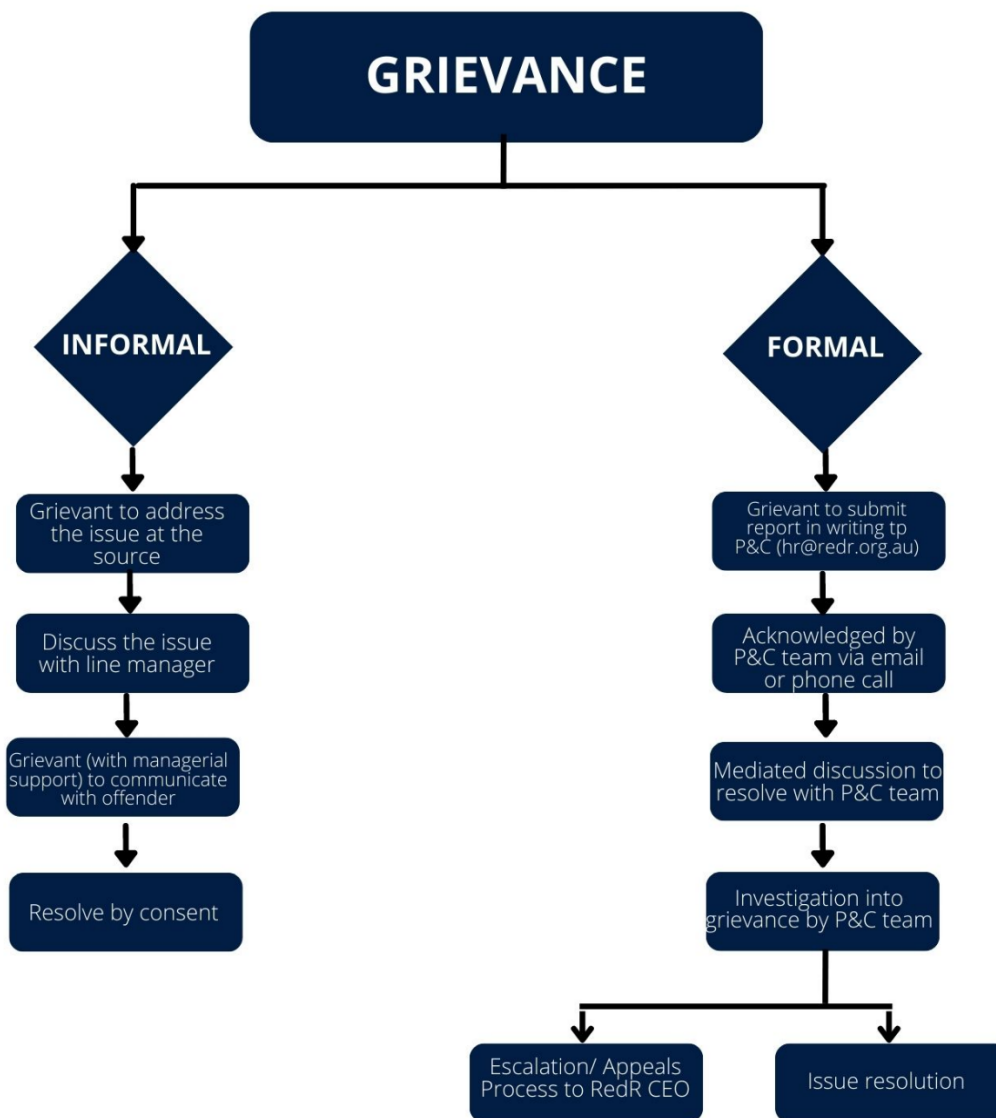 GRIEVANCE
INFORMAL
Grievant to address
the issue at the
source
Discuss the issue
with line manager
Grievant (with managerial
support) to communicate
with offender
Resolve by consent
FORMAL
Grievant to submit
report in writing tp
P&C (hr@redr.org.au)
Acknowledged by
P&C team via email
or phone call
Mediated discussion to
resolve with P&C team
Investigation into
grievance by P&C team
Escalation/ Appeals
Process to RedR CEO
Issue resolution